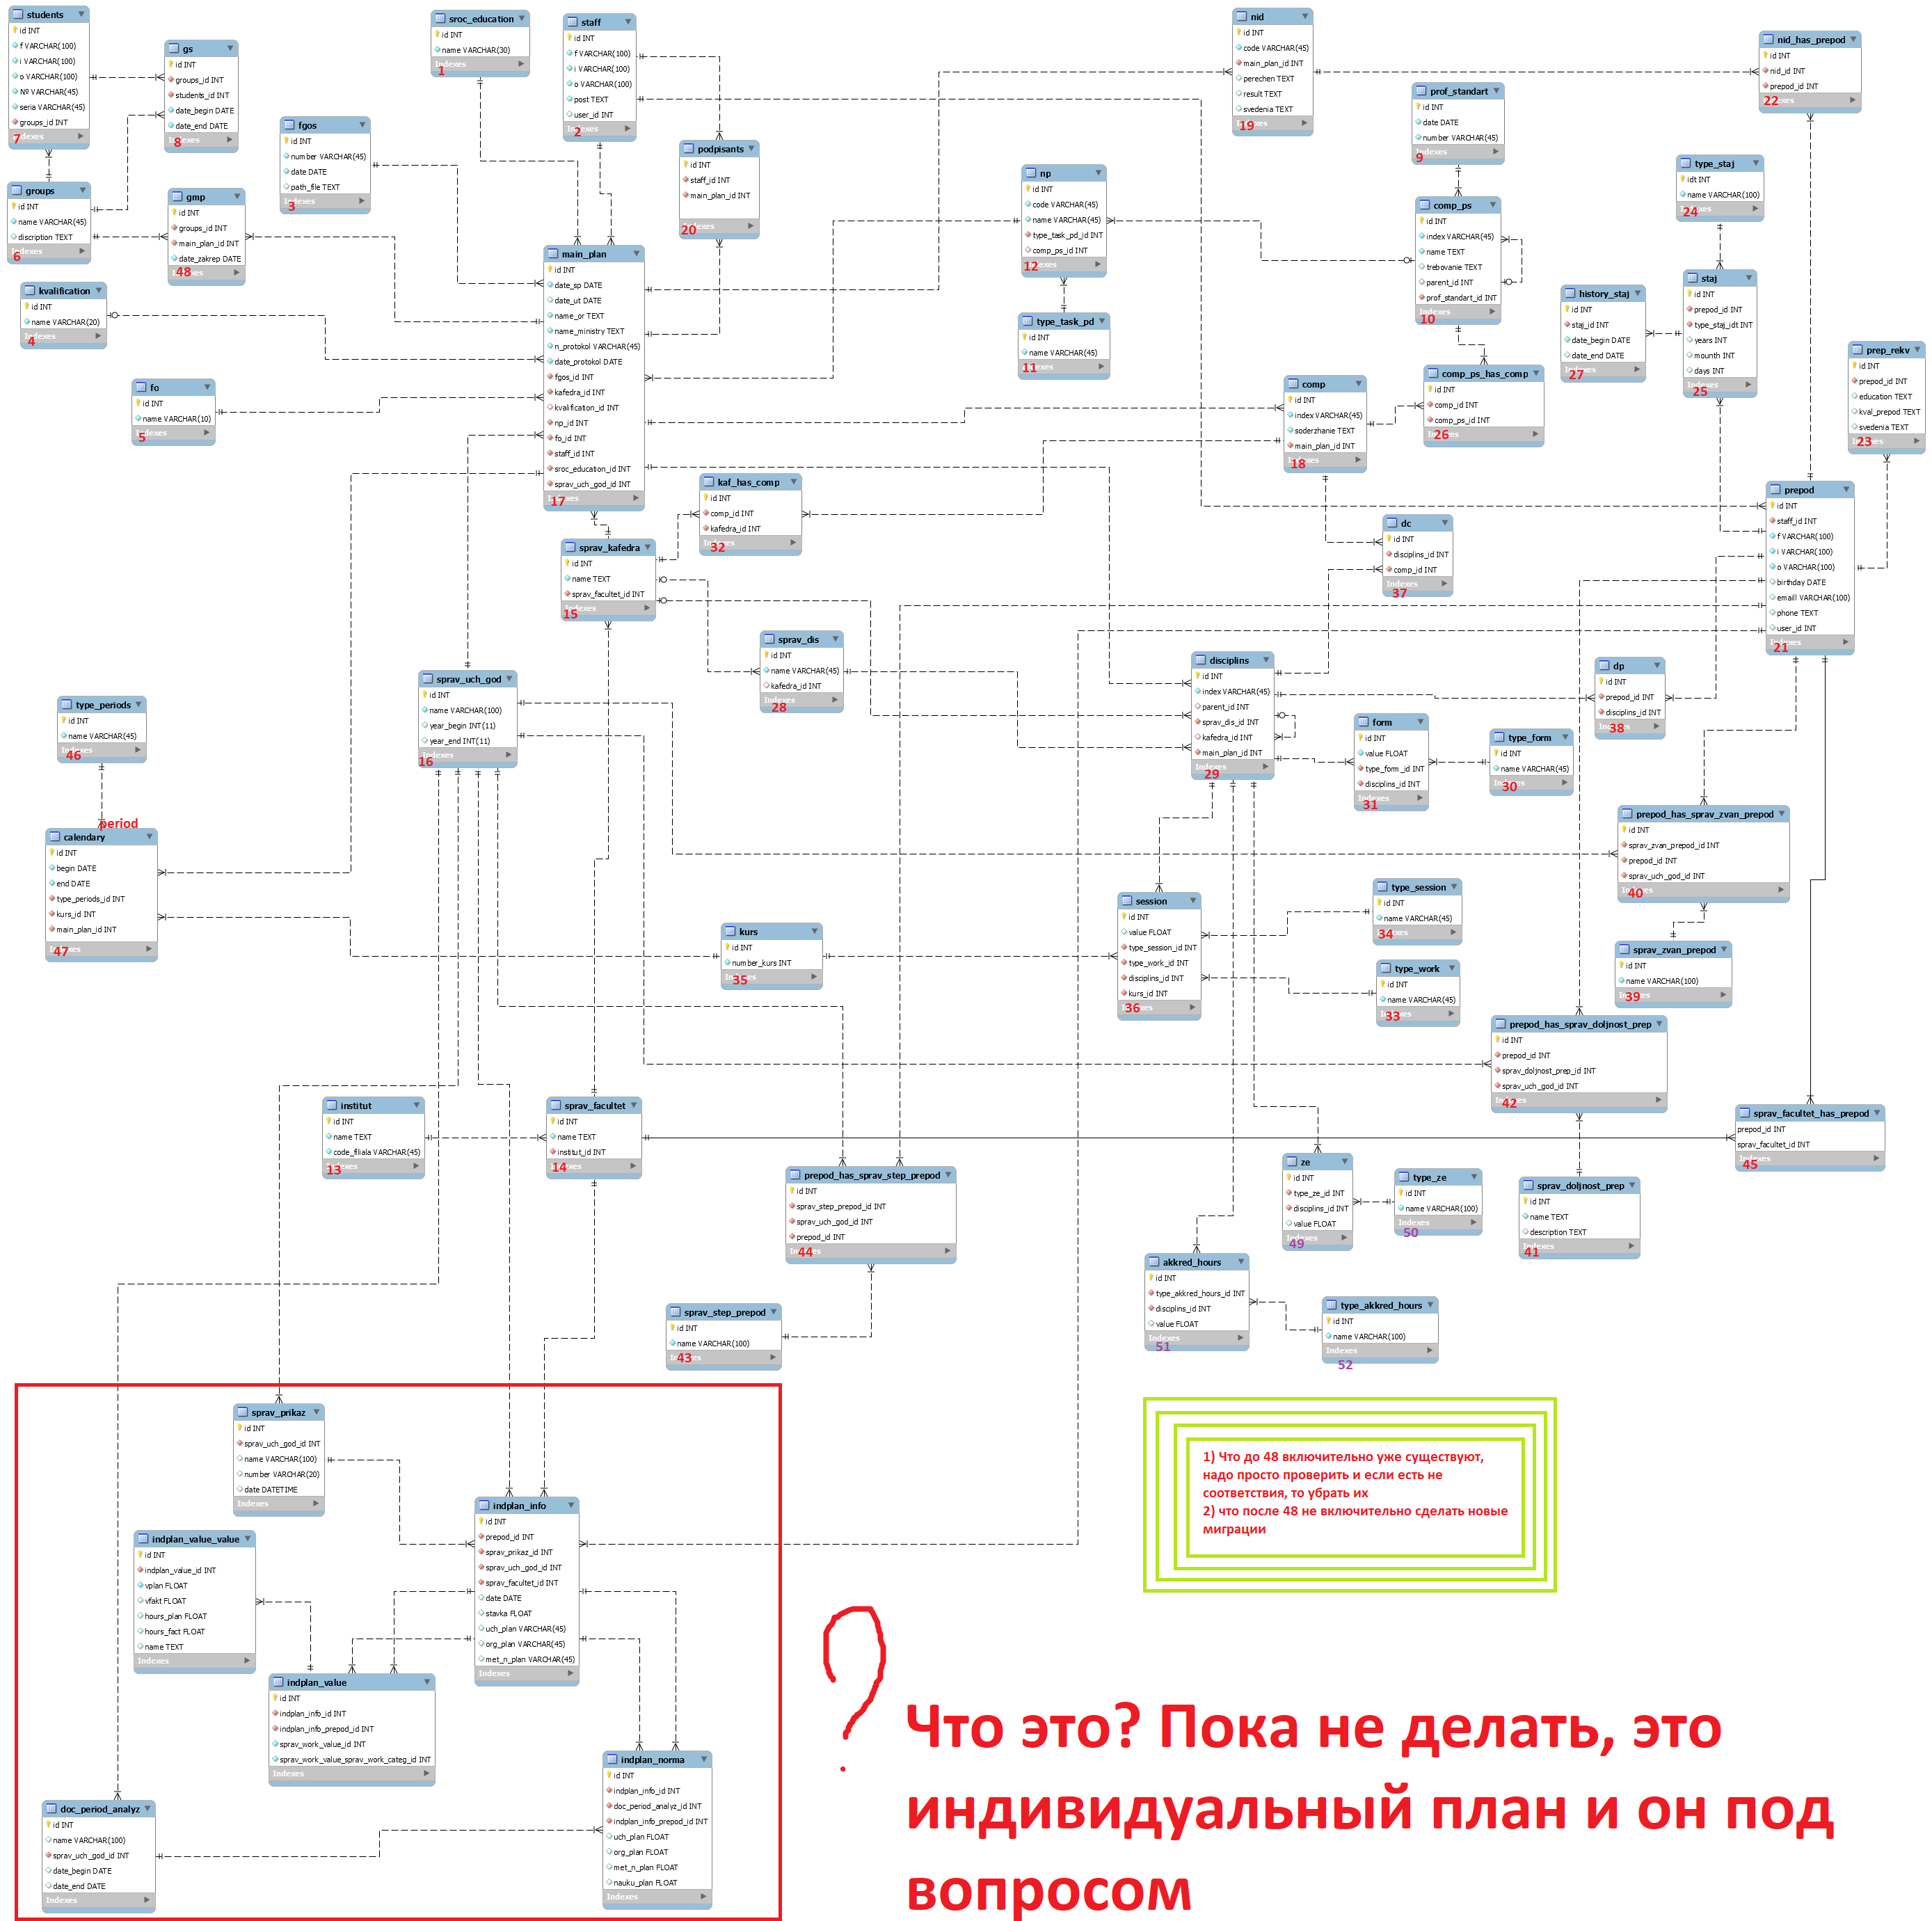 students
id INT
f VARCHAR(100)
i VARCHAR(100)
o VARCHAR(100)
Nº VARCHAR(45)
seria VARCHAR(45)
groups_id INT
Indexes
7
gs
id INT
groups_id INT
students_id INT
date_begin DATE
date_end DATE
Indexes
8
sroc_education
id INT
name VARCHAR(30)
Indexes
1
staff
id INT
f VARCHAR(100)
i VARCHAR(100)
o VARCHAR(100)
post TEXT
user_id INT
Indexes
2
nid
id INT
code VARCHAR(45)
main_plan_id INT
perechen TEXT
result TEXT
svedenia TEXT
Indexes
19
nid_has_prepod
id INT
nid_id INT
prepod_id INT
Indexes
22
prof_standart
id INT
date DATE
number VARCHAR(45)
Indexes
9
fgos
id INT
number VARCHAR(45)
date DATE
path_file TEXT
Indexes
3
podpisants
id INT
staff_id INT
main_plan_id INT
Indexes
20
np
id INT
code VARCHAR(45)
name VARCHAR(45)
type_task_pd_id INT
comp_ps_id INT
Indexes
12
type_staj
idt INT
name VARCHAR(100)
Indexes
24
groups
id INT
name VARCHAR(45)
discription TEXT
Indexes
6
gmp
id INT
groups_id INT
main_plan_id INT
date_zakrep DATE
Indexes
48
comp_ps
id INT
index VARCHAR(45)
name TEXT
trebovanie TEXT
parent_id INT
prof_standart_id INT
Indexes
10
main_plan
id INT
date_sp DATE
date_ut DATE
name_or TEXT
name_ministry TEXT
n_protokol VARCHAR(45)
date_protokol DATE
fgos_id INT
kafedra_id INT
kvalification_id INT
np_id INT
fo_id INT
staff_id INT
sroc_education_id INT
sprav_uch_god_id INT
Indexes
17
staj
id INT
prepod_id INT
type_staj_idt INT
years INT
mounth INT
days INT
Indexes
25
history_staj
id INT
staj_id INT
date_begin DATE
date_end DATE
Indexes
27
kvalification
id INT
name VARCHAR(20)
Indexes
4
type_task_pd
id INT
name VARCHAR(45)
Indexes
11
prep_rekv
id INT
prepod_id INT
education TEXT
kval_prepod TEXT
svedenia TEXT
Indexes
23
fo
id INT
name VARCHAR(10)
Indexes
5
comp
id INT
index VARCHAR(45)
soderzhanie TEXT
main_plan_id INT
Indexes
18
comp_ps_has_comp
id INT
comp_id INT
comp_ps_id INT
Indexes
26
kaf_has_comp
id INT
comp_id INT
kafedra_id INT
Indexes
32
prepod
id INT
staff_id INT
f VARCHAR(100)
i VARCHAR(100)
o VARCHAR(100)
birthday DATE
emaill VARCHAR(100)
phone TEXT
user_id INT
Indexes
21
dc
id INT
disciplins_id INT
comp_id INT
Indexes
37
sprav_kafedra
id INT
name TEXT
sprav_facultet_id INT
Indexes
15
sprav_dis
id INT
name VARCHAR(45)
kafedra_id INT
Indexes
28
disciplins
id INT
index VARCHAR(45)
parent_id INT
sprav_dis_id INT
kafedra_id INT
main_plan_id INT
Indexes
29
dp
id INT
prepod_id INT
disciplins_id INT
Indexes
38
sprav_uch_god
id INT
name VARCHAR(100)
year_begin INT(11)
year_end INT(11)
Indexes
16
type_periods
id INT
name VARCHAR(45)
Indexes
46
form
id INT
value FLOAT
type_form_id INT
disciplins_id INT
Indexes
31
type_form
id INT
name VARCHAR(45)
Indexes
30
period
calendary
id INT
begin DATE
end DATE
type_periods_id INT
kurs_id INT
main_plan_id INT
Indexes
47
prepod_has_sprav_zvan_prepod
id INT
sprav_zvan_prepod_id INT
prepod_id INT
sprav_uch_god_id INT
Indexes
40
session
id INT
value FLOAT
type_session_id INT
type_work_id INT
disciplins_id INT
kurs_id INT
Indexes
36
type_session
id INT
name VARCHAR(45)
Indexes
34
kurs
id INT
number_kurs INT
Indexes
35
type_work
id INT
name VARCHAR(45)
Indexes
33
sprav_zvan_prepod
id INT
name VARCHAR(100)
Indexes
39
prepod_has_sprav_doljnost_prep
id INT
prepod_id INT
sprav_doljnost_prep_id INT
sprav_uch_god_id INT
Indexes
42
institut
id INT
name TEXT
code_filiala VARCHAR(45)
Indexes
13
sprav_facultet
id INT
name TEXT
institut_id INT
Indexes
14
sprav_facultet_has_prepod
prepod_id INT
sprav_facultet_id INT
Indexes
45
prepod_has_sprav_step_prepod
id INT
sprav_step_prepod_id INT
sprav_uch_god_id INT
prepod_id INT
Indexes
44
ze
id INT
type_ze_id INT
disciplins_id INT
value FLOAT
Indexes
49
type_ze
id INT
name VARCHAR(100)
Indexes
50
sprav_doljnost_prep
id INT
name TEXT
description TEXT
Indexes
41
akkred_hours
id INT
type_akkred_hours_id INT
disciplins_id INT
value FLOAT
Indexes
51
type_akkred_hours
id INT
name VARCHAR(100)
Indexes
52
sprav_step_prepod
id INT
name VARCHAR(100)
Indexes
43
sprav_prikaz
id INT
sprav_uch_god_id INT
name VARCHAR(100)
number VARCHAR(20)
date DATETIME
Indexes
1) Что до 48 включительно уже существуют,
надо просто проверить и если есть не
соответствия, то убрать их
2) что после 48 не включительно сделать новые
миграции
indplan_info
id INT
prepod_id INT
sprav_prikaz_id INT
sprav_uch_god_id INT
sprav_facultet_id INT
date DATE
stavka FLOAT
uch_plan VARCHAR(45)
org_plan VARCHAR(45)
met_n_plan VARCHAR(45)
Indexes
indplan_value_value
id INT
indplan_value_id INT
vplan FLOAT
vfakt FLOAT
hours_plan FLOAT
hours_fact FLOAT
name TEXT
Indexes
indplan_value
id INT
indplan_info_id INT
indplan_info_prepod_id INT
sprav_work_value_id INT
sprav_work_value_sprav_work_categ_id INT
Indexes
indplan_norma
id INT
indplan_info_id INT
doc_period_analyz_id INT
indplan_info_prepod_id INT
uch_plan FLOAT
org_plan FLOAT
met_n_plan FLOAT
nauku_plan FLOAT
Indexes
doc_period_analyz
id INT
name VARCHAR(100)
sprav_uch_god_id INT
date_begin DATE
date_end DATE
Indexes
?
Что это? Пока не делать, это
индивидуальный план и он под
вопросом